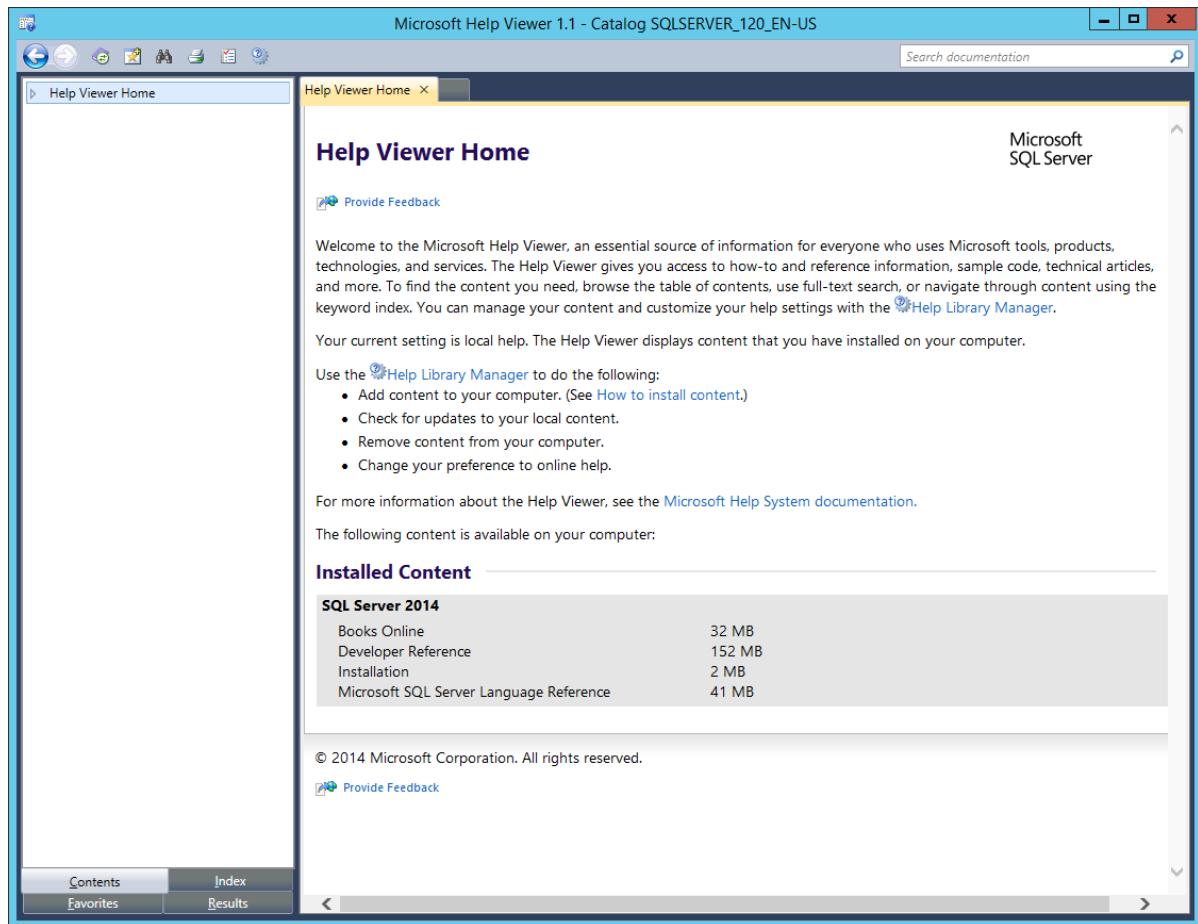 Microsoft Help Viewer 1.1 - Catalog SQLSERVER_120_EN-US
Search documentation
Help Viewer Home
Help Viewer Home
Help Viewer Home
Microsoft
SQL Server
Provide Feedback
Welcome to the Microsoft Help Viewer, an essential source of information for everyone who uses Microsoft tools, products,
technologies, and services. The Help Viewer gives you access to how-to and reference information, sample code, technical articles,
and more. To find the content you need, browse the table of contents, use full-text search, or navigate through content using the
keyword index. You can manage your content and customize your help settings with the Help Library Manager.
Your current setting is local help. The Help Viewer displays content that you have installed on your computer.
Use the Help Library Manager to do the following:
• Add content to your computer. (See How to install content.)
• Check for updates to your local content.
• Remove content from your computer.
• Change your preference to online help.
For more information about the Help Viewer, see the Microsoft Help System documentation.
The following content is available on your computer:
Installed Content
SQL Server 2014
Books Online 32 MB
Developer Reference 152 MB
Installation 2 MB
Microsoft SQL Server Language Reference 41 MB
© 2014 Microsoft Corporation. All rights reserved.
Provide Feedback
Contents Index
Favorites Results